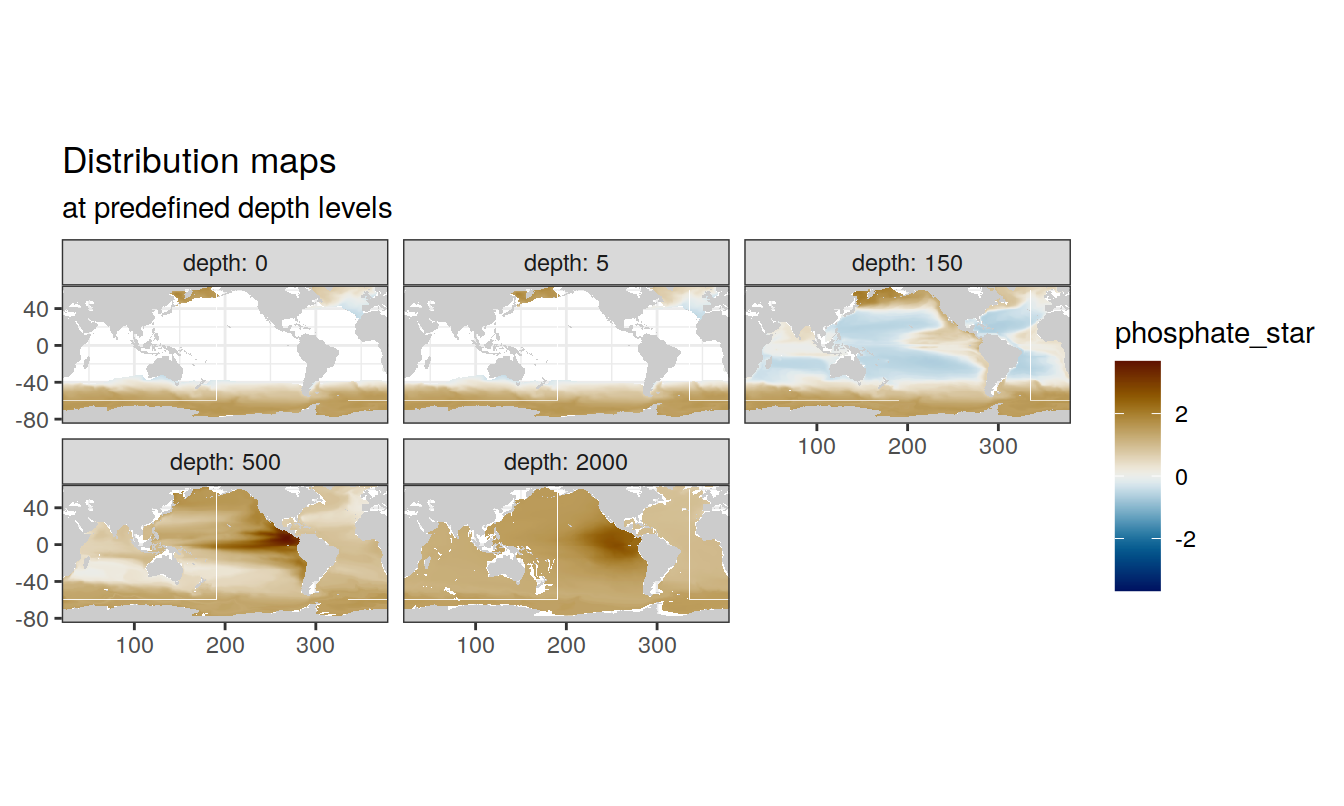 Distribution maps
at predefined depth levels
depth: 0
depth: 5
depth: 150
40
0
-40
-80
100 200 300
depth: 500
depth: 2000
40
0
-40
-80
100 200 300
100 200 300
phosphate_star
2
0
-2